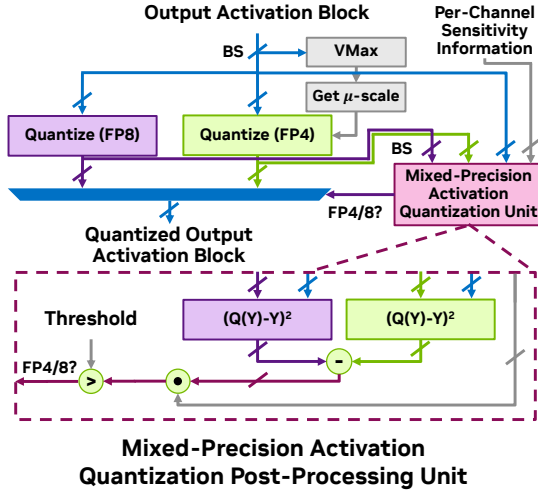 Output Activation Block
Per-Channel
Sensitivity
Information
BS
VMax
Get μ-scale
Quantize (FP8)
Quantize (FP4)
BS
Mixed-Precision
Activation
Quantization Unit
FP4/8?
Quantized Output
Activation Block
(Q(Y)-Y)²
(Q(Y)-Y)²
Threshold
FP4/8?
-
>
•
Mixed-Precision Activation
Quantization Post-Processing Unit